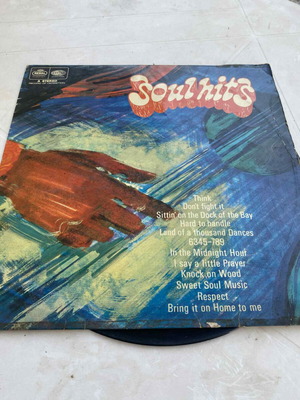 Soul hits
Think
Don't fight it
Sittin' on the Dock of the Bay
Hard to handle
Land of a thousand Dances
6345-789
In the Midnight Hour
I say a little Prayer
Knock on Wood
Sweet Soul Music
Respect
Bring it on Home to me